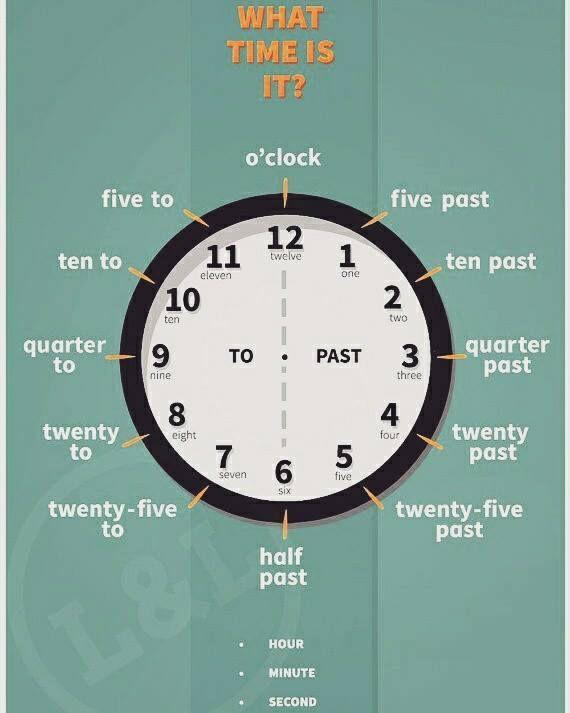 WHAT
TIME IS
IT?
o'clock
five to
five past
ten to
ten past
quarter
to
quarter
past
twenty
to
twenty
past
twenty-five
to
twenty-five
past
half
past
12
twelve
1
one
2
two
3
three
4
four
5
five
6
six
7
seven
8
eight
9
nine
10
ten
11
eleven
TO • PAST
L&L
• HOUR
• MINUTE
• SECOND